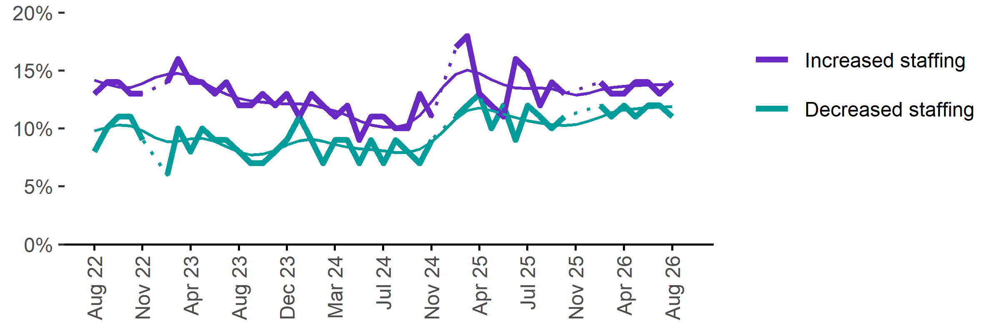 20%
15%
10%
5%
0%
Aug 22
Nov 22
Apr 23
Aug 23
Dec 23
Mar 24
Jul 24
Nov 24
Apr 25
Jul 25
Nov 25
Apr 26
Aug 26
Increased staffing
Decreased staffing